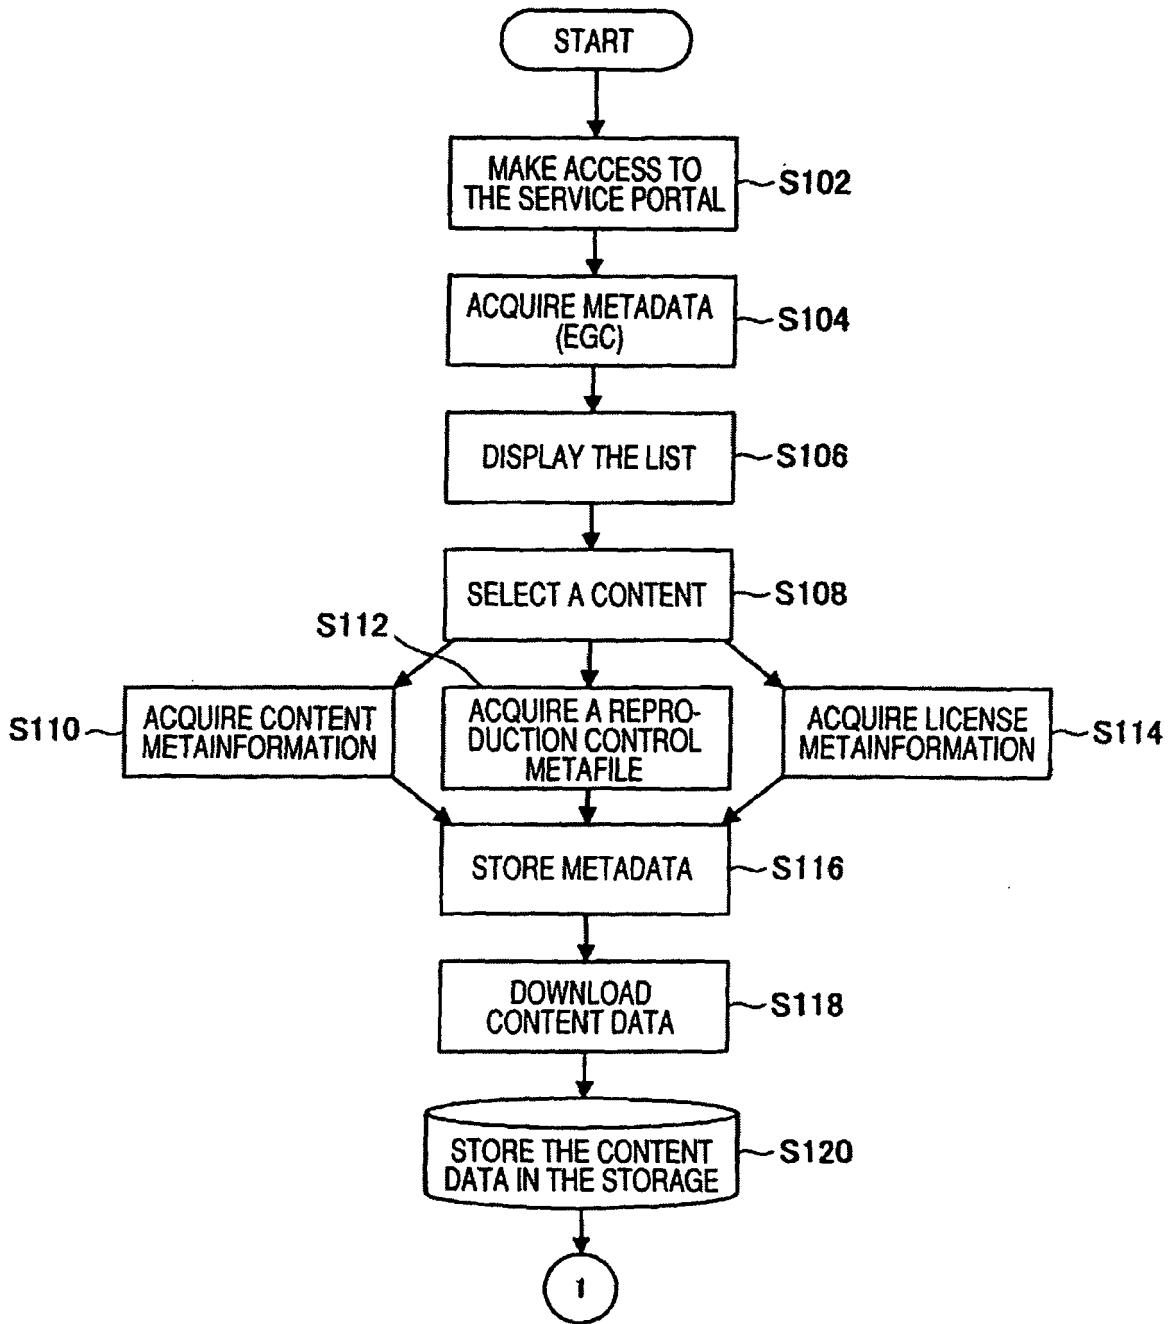 START
MAKE ACCESS TO
THE SERVICE PORTAL
S102
ACQUIRE METADATA
(EGC)
S104
DISPLAY THE LIST
S106
SELECT A CONTENT
S108
S112
S110
ACQUIRE CONTENT
METAINFORMATION
ACQUIRE A REPRO-
DUCTION CONTROL
METAFILE
ACQUIRE LICENSE
METAINFORMATION
S114
STORE METADATA
S116
DOWNLOAD
CONTENT DATA
S118
STORE THE CONTENT
DATA IN THE STORAGE
S120
1